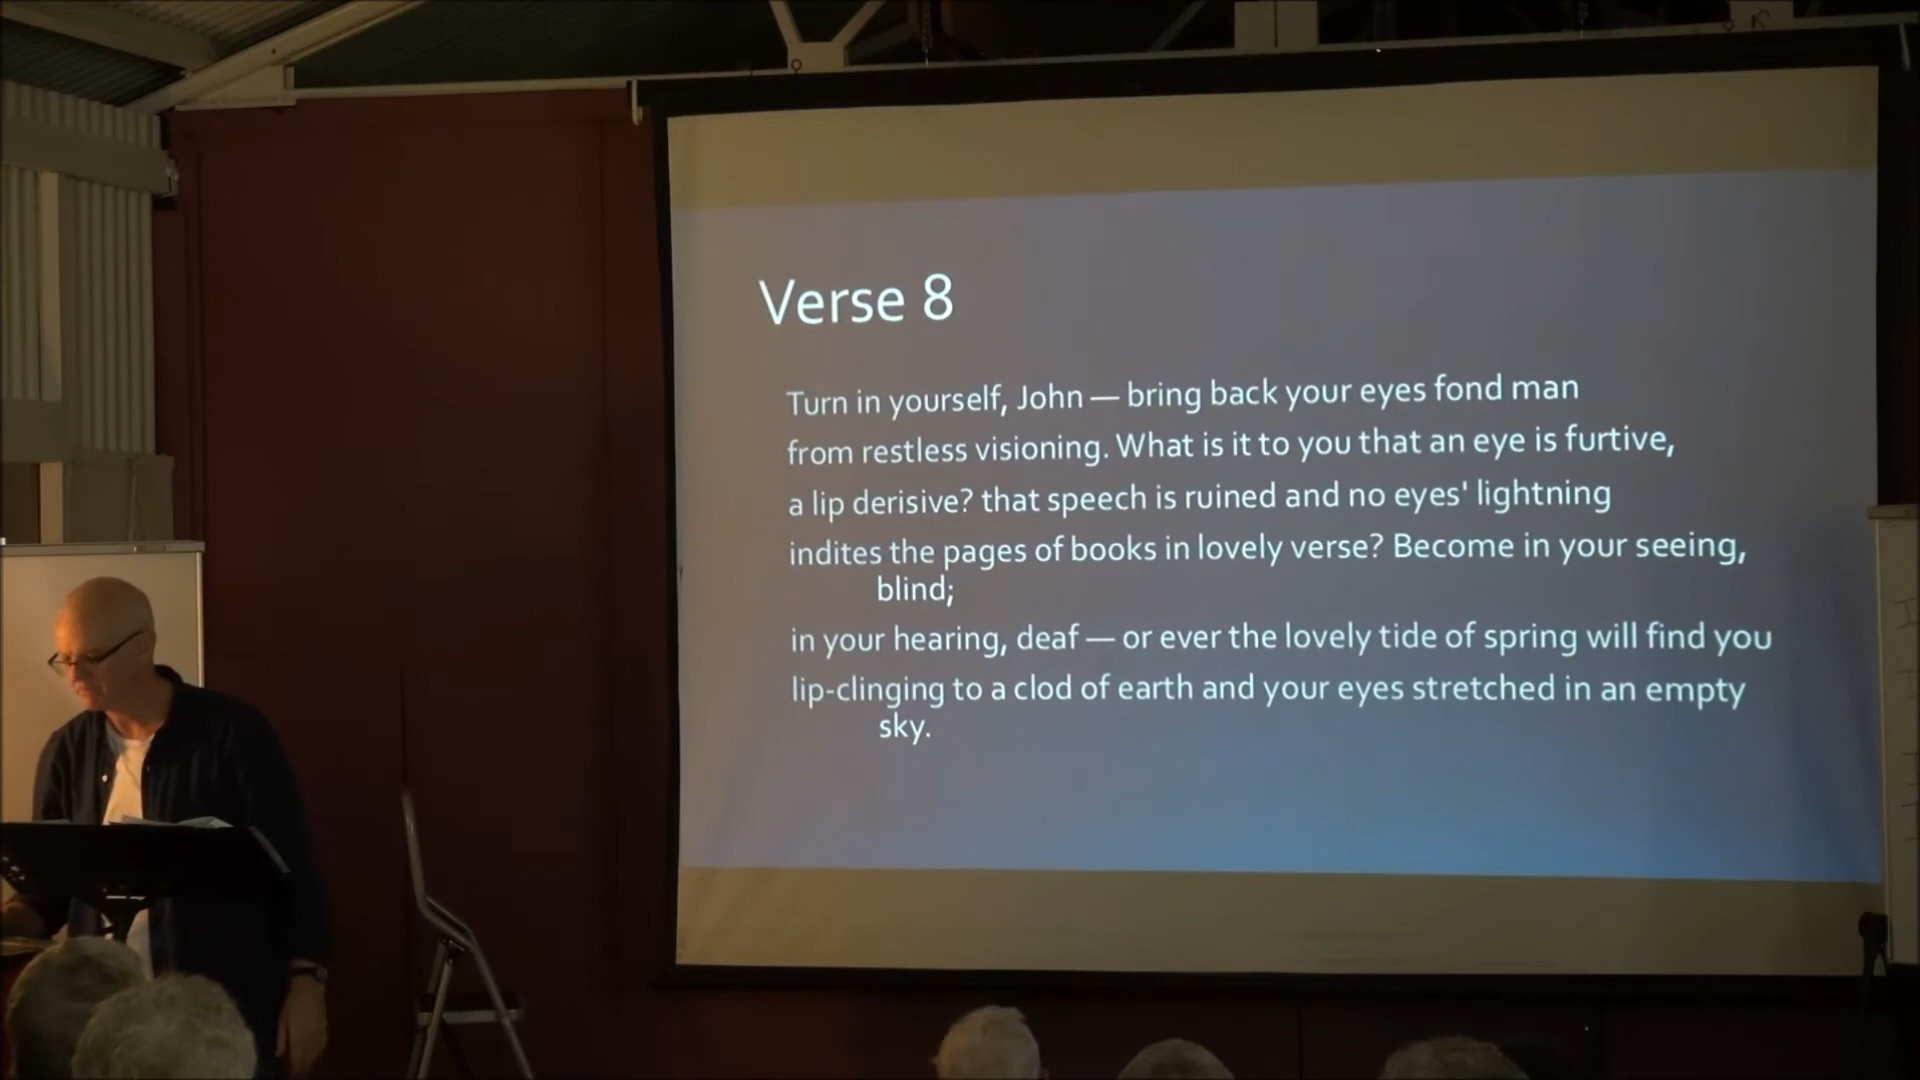 Verse 8
Turn in yourself, John — bring back your eyes fond man
from restless visioning. What is it to you that an eye is furtive,
a lip derisive? that speech is ruined and no eyes' lightning
indites the pages of books in lovely verse? Become in your seeing,
blind;
in your hearing, deaf — or ever the lovely tide of spring will find you
lip-clinging to a clod of earth and your eyes stretched in an empty
sky.